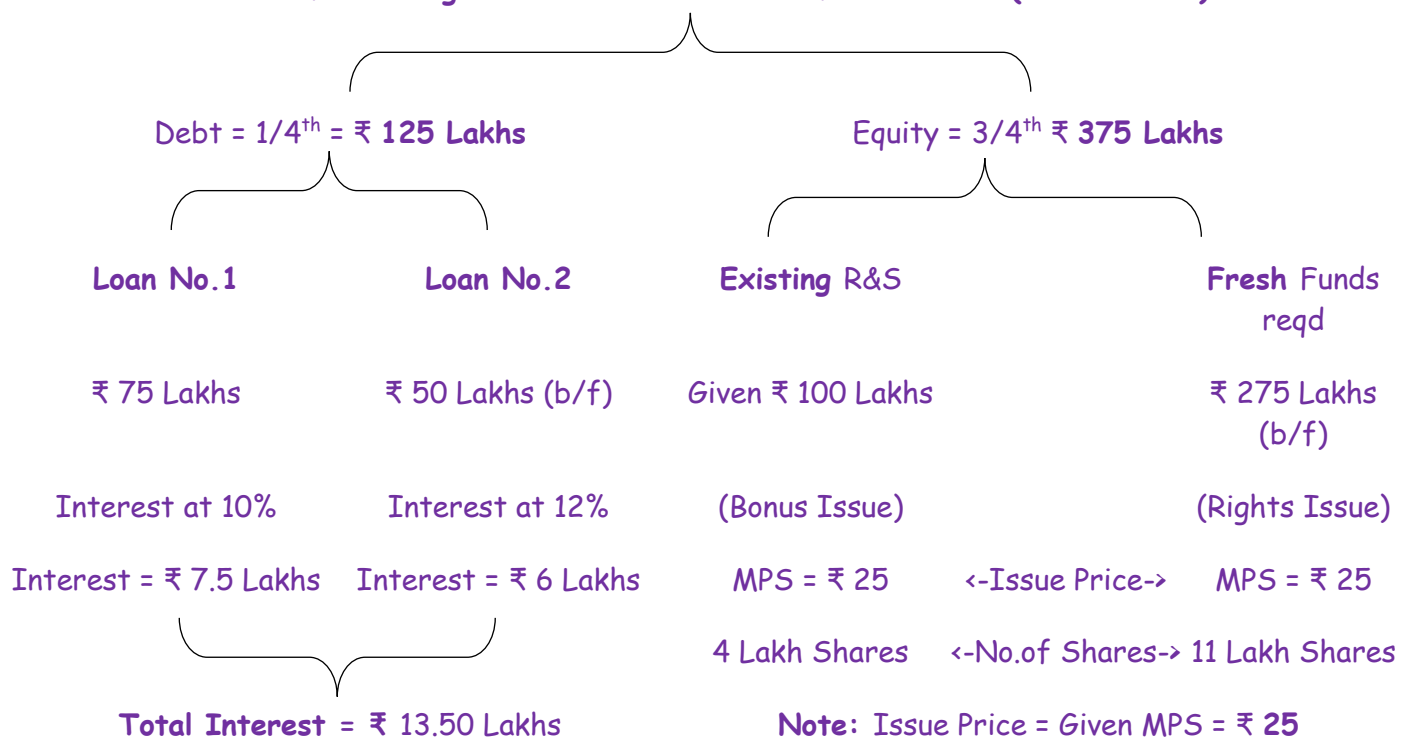 Debt = 1/4th = ₹ 125 Lakhs
Equity = 3/4th ₹ 375 Lakhs
Loan No.1
Loan No.2
Existing R&S
Fresh Funds
reqd
₹ 75 Lakhs
₹ 50 Lakhs (b/f)
Given ₹ 100 Lakhs
₹ 275 Lakhs
(b/f)
Interest at 10%
Interest at 12%
(Bonus Issue)
(Rights Issue)
Interest = ₹ 7.5 Lakhs
Interest = ₹ 6 Lakhs
MPS = ₹ 25
<-Issue Price->
MPS = ₹ 25
4 Lakh Shares
<-No.of Shares->
11 Lakh Shares
Total Interest = ₹ 13.50 Lakhs
Note: Issue Price = Given MPS = ₹ 25